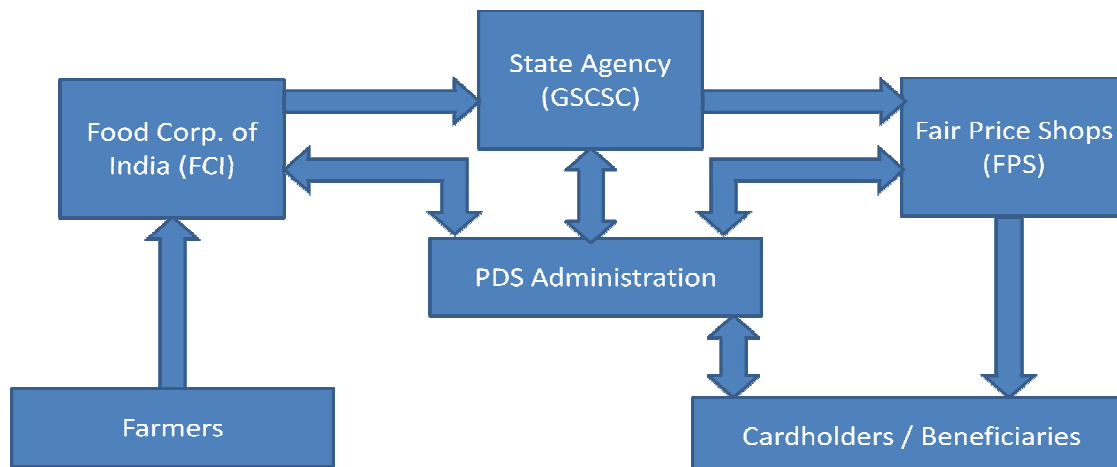 State Agency
(GSCSC)
Food Corp. of
India (FCI)
Fair Price Shops
(FPS)
PDS Administration
Farmers
Cardholders / Beneficiaries